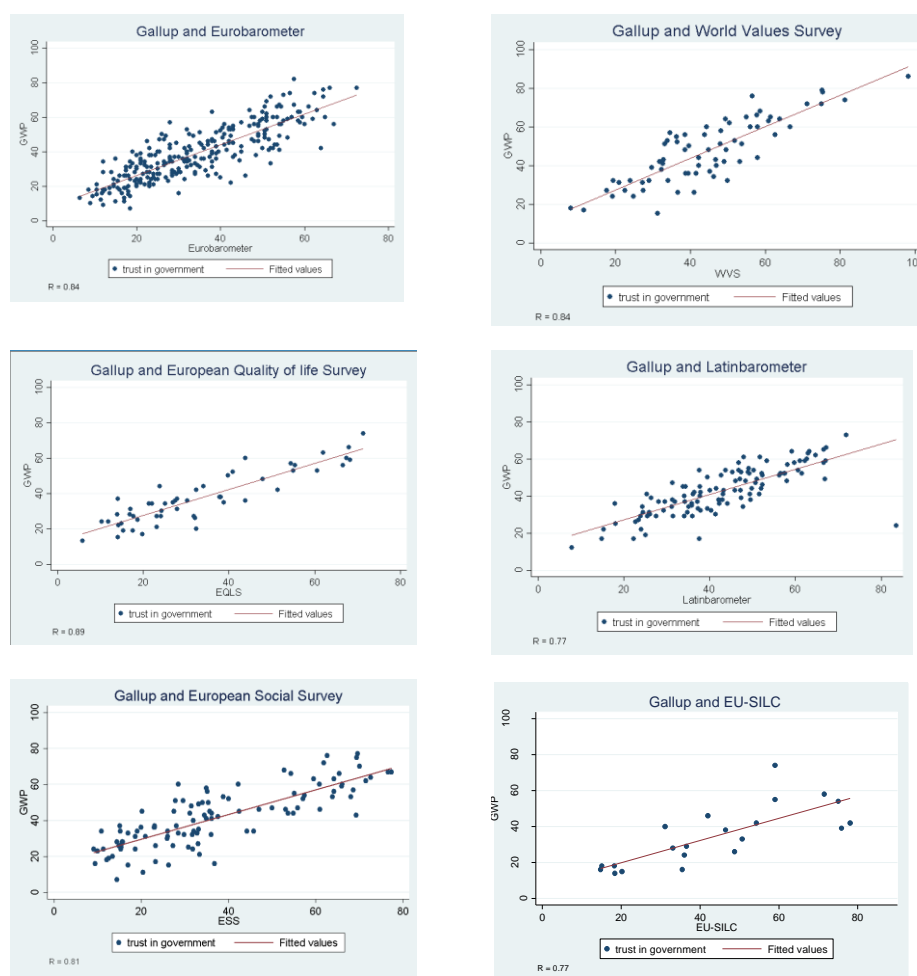 Gallup and Eurobarometer
100
80
60
40
20
0
GWP
0
20
40
60
80
Eurobarometer
trust in government
Fitted values
R = 0.84
Gallup and World Values Survey
100
80
60
40
20
0
GWP
0
20
40
60
80
WVS
trust in government
Fitted values
R = 0.84
Gallup and European Quality of life Survey
100
80
60
40
20
0
GWP
0
20
40
60
80
EQLS
trust in government
Fitted values
R = 0.89
Gallup and Latinbarometer
100
80
60
40
20
0
GWP
0
20
40
60
80
Latinbarometer
trust in government
Fitted values
R = 0.77
Gallup and European Social Survey
100
80
60
40
20
0
GWP
0
20
40
60
80
ESS
trust in government
Fitted values
R = 0.81
Gallup and EU-SILC
100
80
60
40
20
0
GWP
0
20
40
60
80
EU-SILC
trust in government
Fitted values
R = 0.77